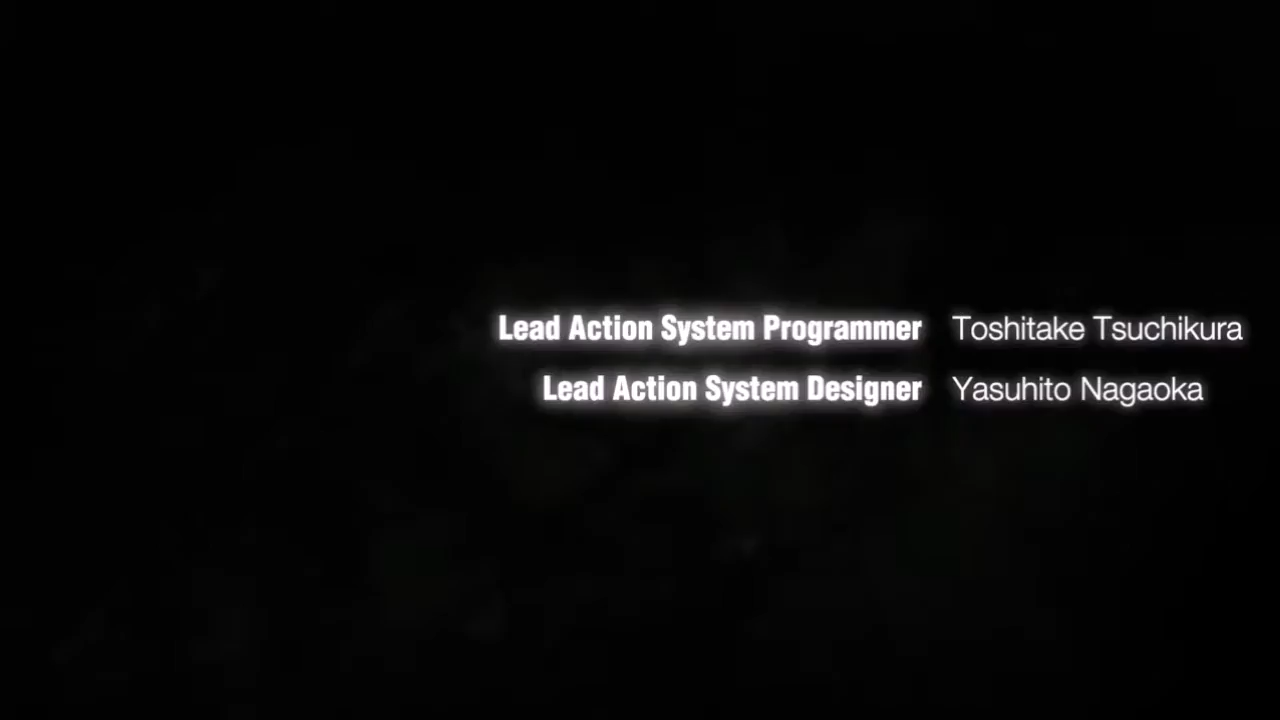 Lead Action System Programmer Toshitake Tsuchikura
Lead Action System Designer Yasuhito Nagaoka